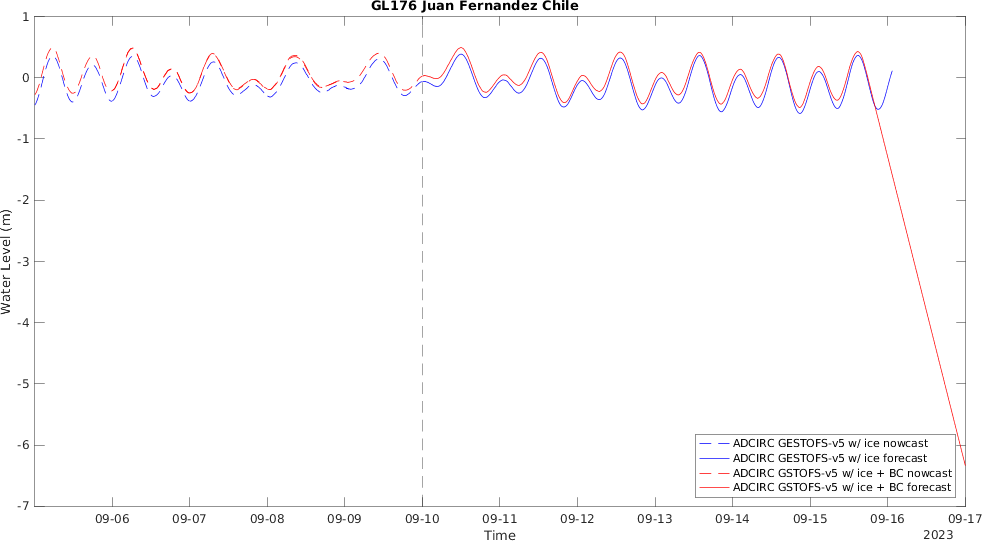 GL176 Juan Fernandez Chile
1
0
-1
-2
-3
-4
-5
-6
-7
Water Level (m)
ADCIRC GESTOFS-v5 w/ ice nowcast
ADCIRC GESTOFS-v5 w/ ice forecast
ADCIRC GSTOFS-v5 w/ ice + BC nowcast
ADCIRC GSTOFS-v5 w/ ice + BC forecast
09-06 09-07 09-08 09-09 09-10 09-11 09-12 09-13 09-14 09-15 09-16 09-17
Time
2023